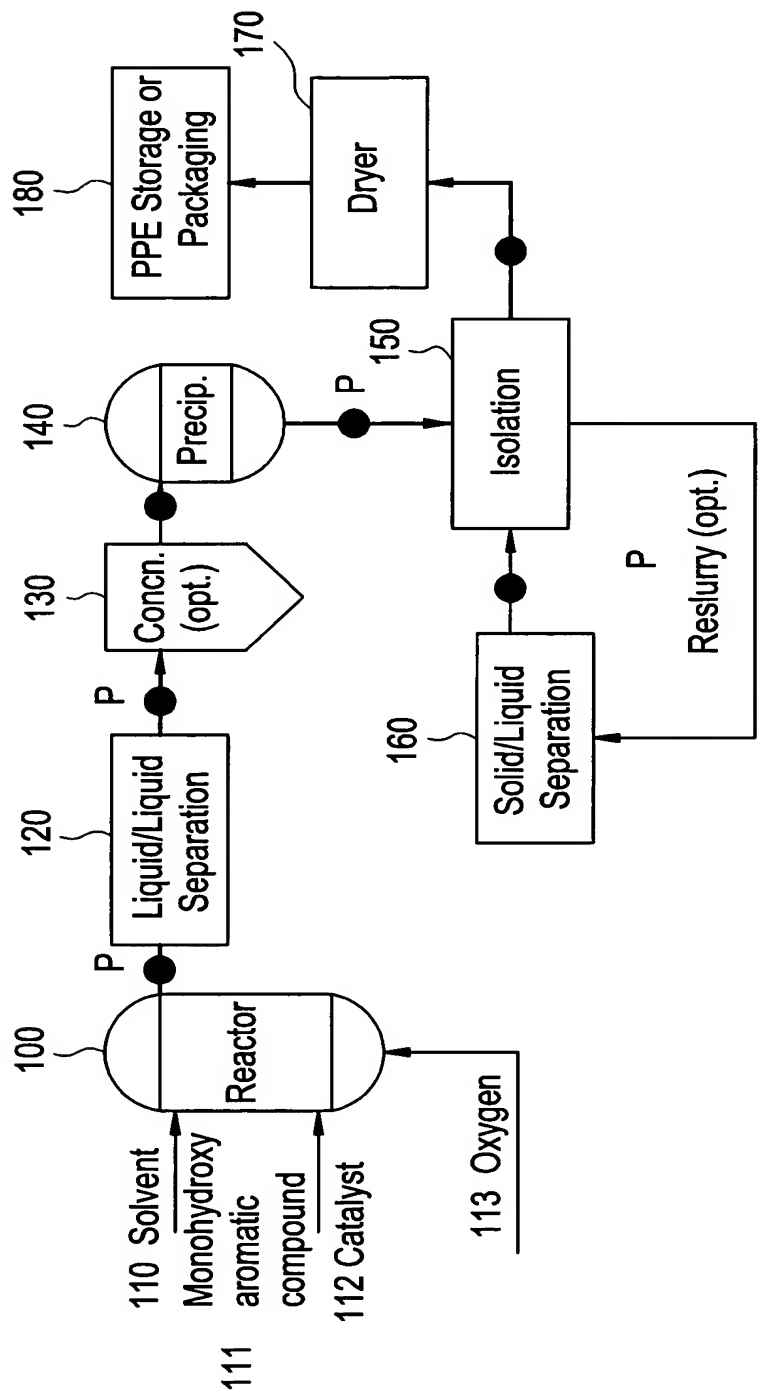 100
Reactor
110 Solvent
Monohydroxy
111
aromatic
compound
112 Catalyst
113 Oxygen
P
120
Liquid/Liquid
Separation
P
130
Concn.
(opt.)
140
Precip.
P
150
Isolation
160
Solid/Liquid
Separation
P
Reslurry (opt.)
170
Dryer
180
PPE Storage or
Packaging